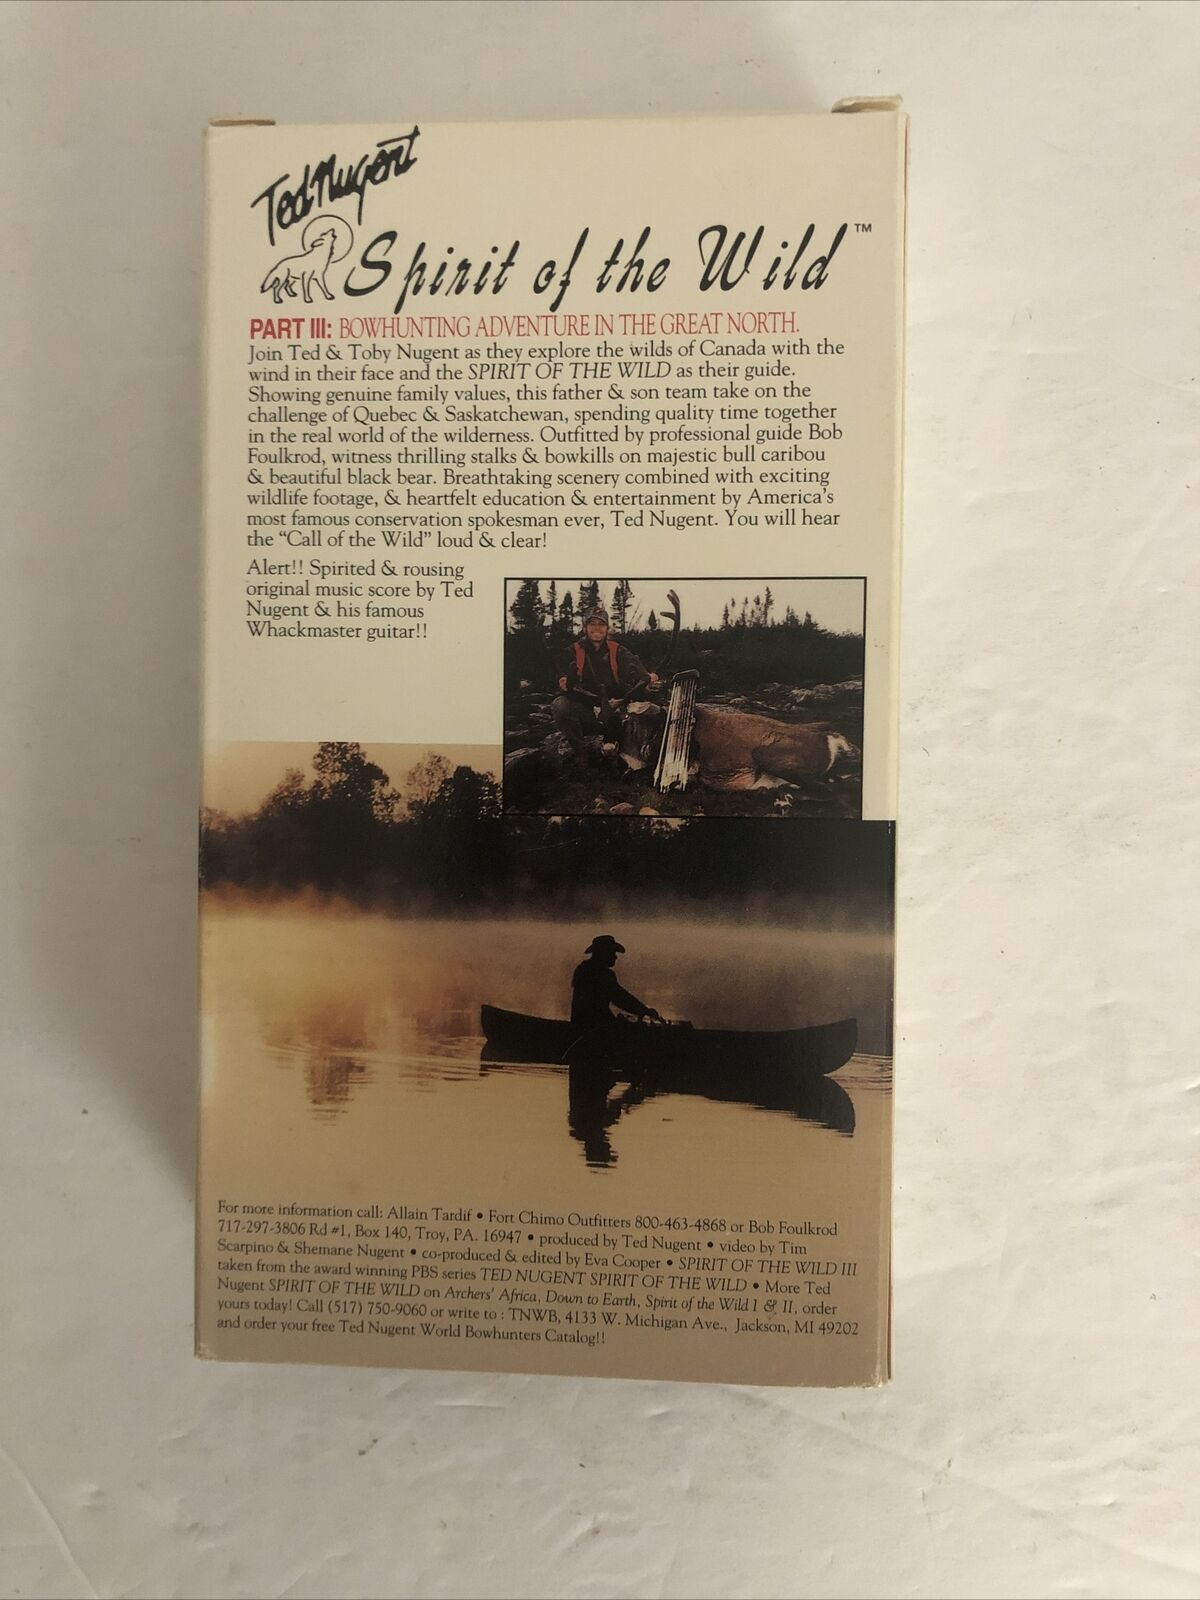 Ted Nugent
Spirit of the Wild™
PART III: BOWHUNTING ADVENTURE IN THE GREAT NORTH.
Join Ted & Toby Nugent as they explore the wilds of Canada with the
wind in their face and the SPIRIT OF THE WILD as their guide.
Showing genuine family values, this father & son team take on the
challenge of Quebec & Saskatchewan, spending quality time together
in the real world of the wilderness. Outfitted by professional guide Bob
Foulkrod, witness thrilling stalks & bowkills on majestic bull caribou
& beautiful black bear. Breathtaking scenery combined with exciting
wildlife footage, & heartfelt education & entertainment by America's
most famous conservation spokesman ever, Ted Nugent. You will hear
the "Call of the Wild" loud & clear!
Alert!! Spirited & rousing
original music score by Ted
Nugent & his famous
Whackmaster guitar!!
For more information call: Allain Tardif • Fort Chimo Outfitters 800-463-4868 or Bob Foulkrod
717-297-3806 Rd #1, Box 140, Troy, PA. 16947 • produced by Ted Nugent • video by Tim
Scarpino & Shemane Nugent • co-produced & edited by Eva Cooper • SPIRIT OF THE WILD III
taken from the award winning PBS series TED NUGENT SPIRIT OF THE WILD • More Ted
Nugent SPIRIT OF THE WILD on Archers' Africa, Down to Earth, Spirit of the Wild I & II, order
yours today! Call (517) 750-9060 or write to : TNWB, 4133 W. Michigan Ave., Jackson, MI 49202
and order your free Ted Nugent World Bowhunters Catalog!!